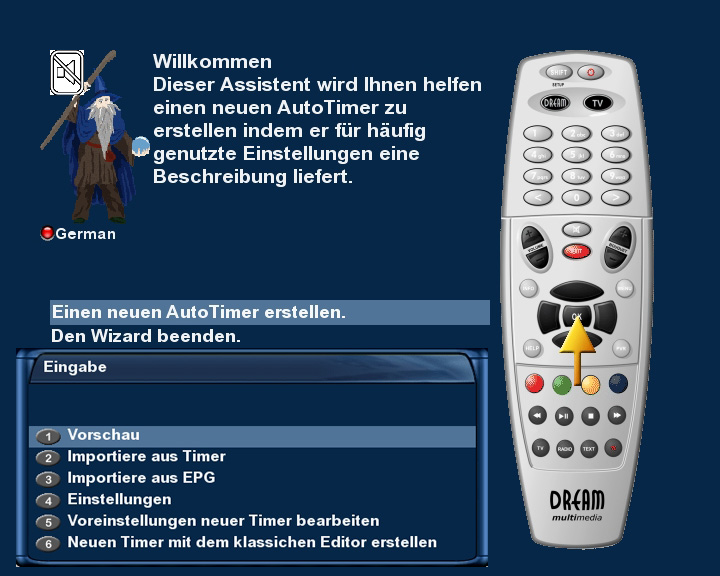 Willkommen
Dieser Assistent wird Ihnen helfen
einen neuen AutoTimer zu
erstellen indem er für häufig
genutzte Einstellungen eine
Beschreibung liefert.
German
Einen neuen AutoTimer erstellen.
Den Wizard beenden.
Eingabe
1 Vorschau
2 Importiere aus Timer
3 Importiere aus EPG
4 Einstellungen
5 Voreinstellungen neuer Timer bearbeiten
6 Neuen Timer mit dem klassichen Editor erstellen
SHIFT
SETUP
DREAM TV
1 2 3
4 5 6
7 8 9
< 0 >
VOLUME
EXIT
BOUQUET
OK
HELP
TV RADIO TEXT
DREAM
multimedia